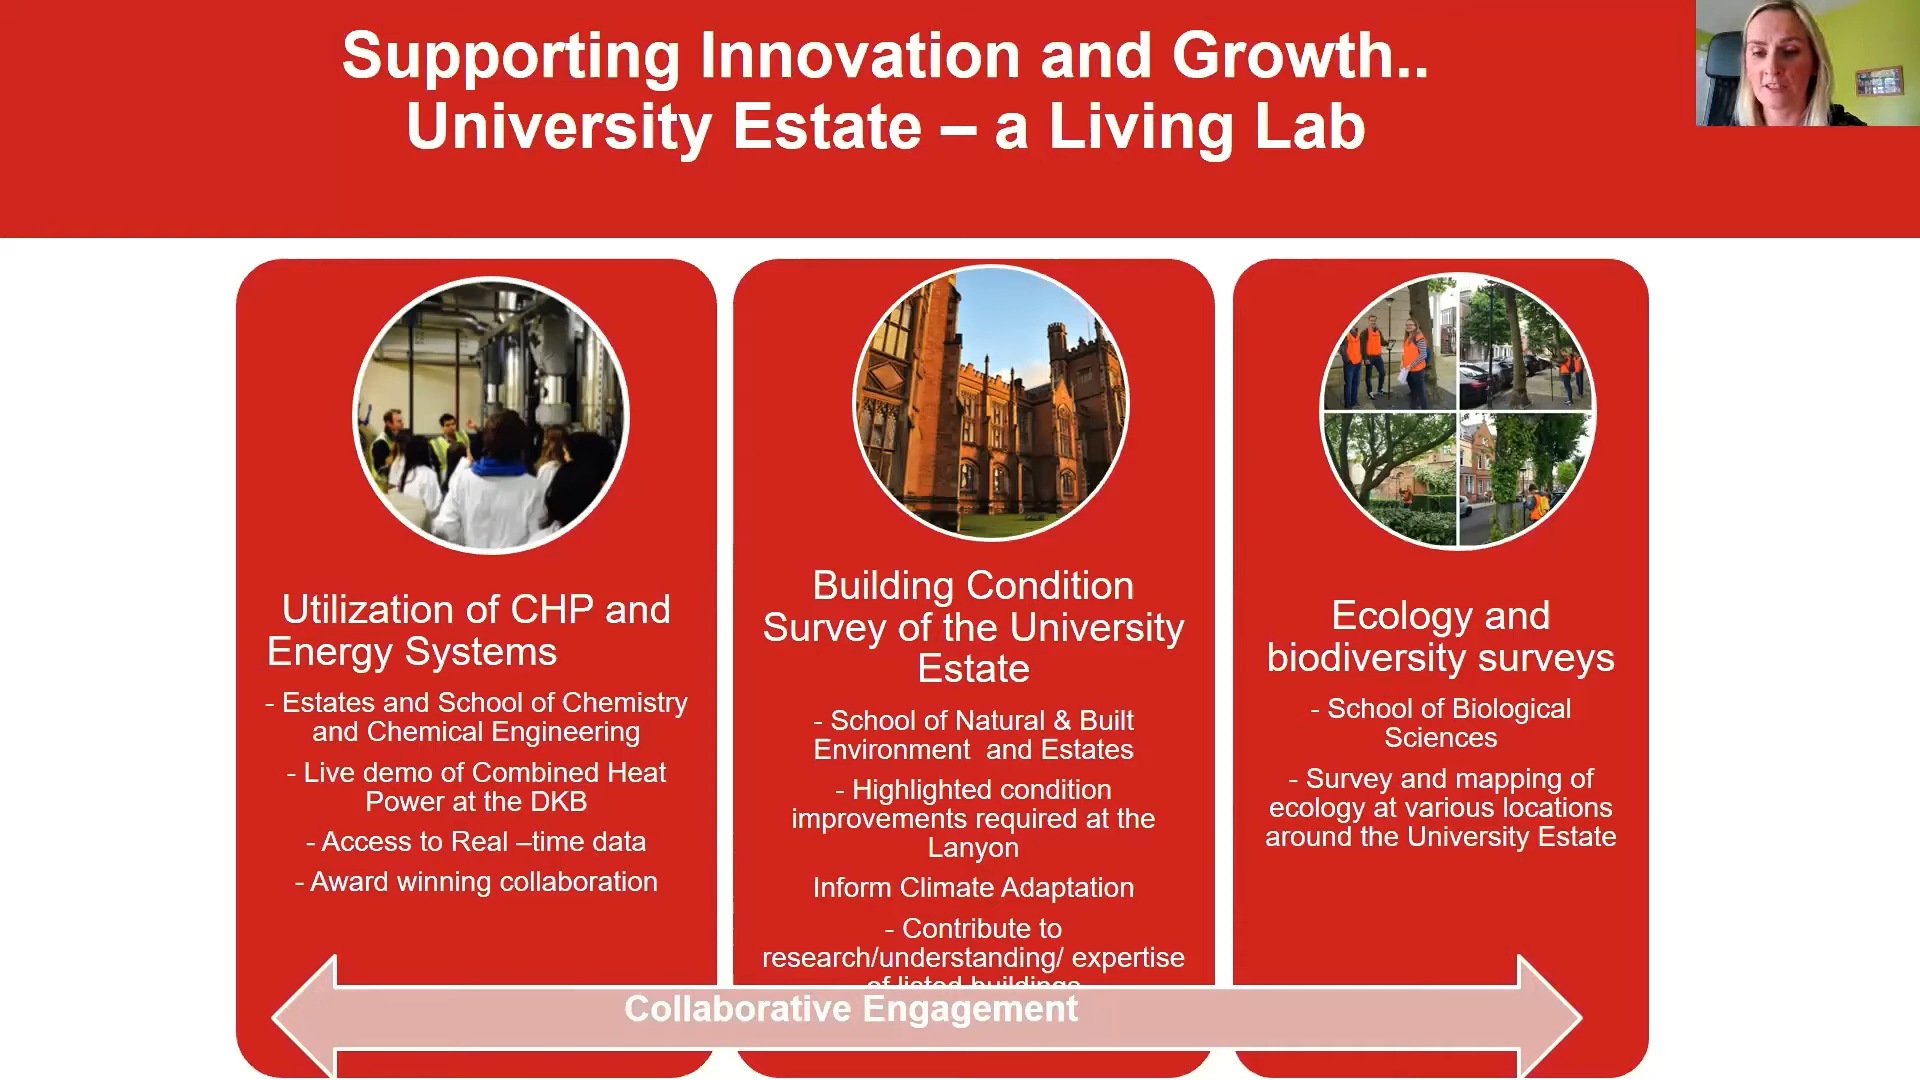 Supporting Innovation and Growth..
University Estate – a Living Lab
Utilization of CHP and
Energy Systems
- Estates and School of Chemistry
and Chemical Engineering
- Live demo of Combined Heat
Power at the DKB
- Access to Real –time data
- Award winning collaboration
Building Condition
Survey of the University
Estate
- School of Natural & Built
Environment  and Estates
- Highlighted condition
improvements required at the
Lanyon
Inform Climate Adaptation
- Contribute to
research/understanding/ expertise
of listed buildings
Ecology and
biodiversity surveys
- School of Biological
Sciences
- Survey and mapping of
ecology at various locations
around the University Estate
Collaborative Engagement